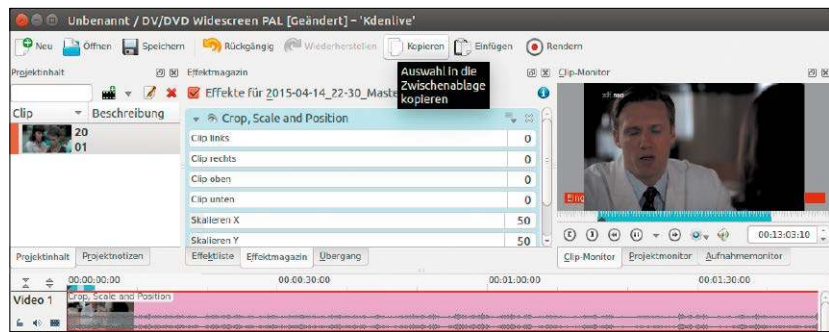 Unbenannt / DV/DVD Widescreen PAL [Geändert] – 'Kdenlive'
Neu Öffnen Speichern Rückgängig Wiederherstellen Kopieren Einfügen Rendern
Projektinhalt Effektmagazin Clip-Monitor
Auswahl in die
Zwischenablage
kopieren
Effekte für 2015-04-14_22-30_Maste
Clip Beschreibung
20
01
Crop, Scale and Position
Clip links 0
Clip rechts 0
Clip oben 0
Clip unten 0
Skalieren X 50
Skalieren Y 50
00:13:03:10
Projektinhalt Projektnotizen Effektliste Effektmagazin Übergang Clip-Monitor Projektmonitor Aufnahmemonitor
00:00:00:00 00:00:30:00 00:01:00:00 00:01:30:00
Video 1 Crop, Scale and Position